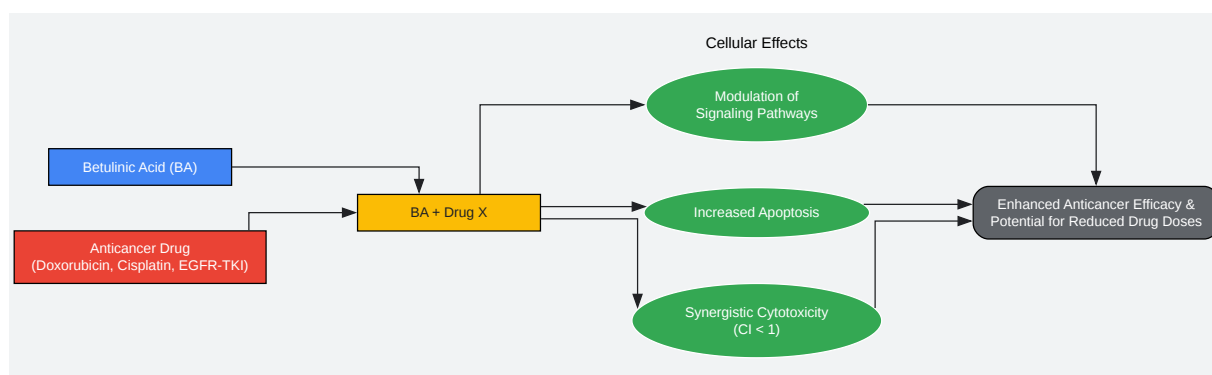 Cellular Effects
Modulation of
Signaling Pathways
Betulinic Acid (BA)
BA + Drug X
Increased Apoptosis
Enhanced Anticancer Efficacy &
Potential for Reduced Drug Doses
Anticancer Drug
(Doxorubicin, Cisplatin, EGFR-TKI)
Synergistic Cytotoxicity
(CI < 1)